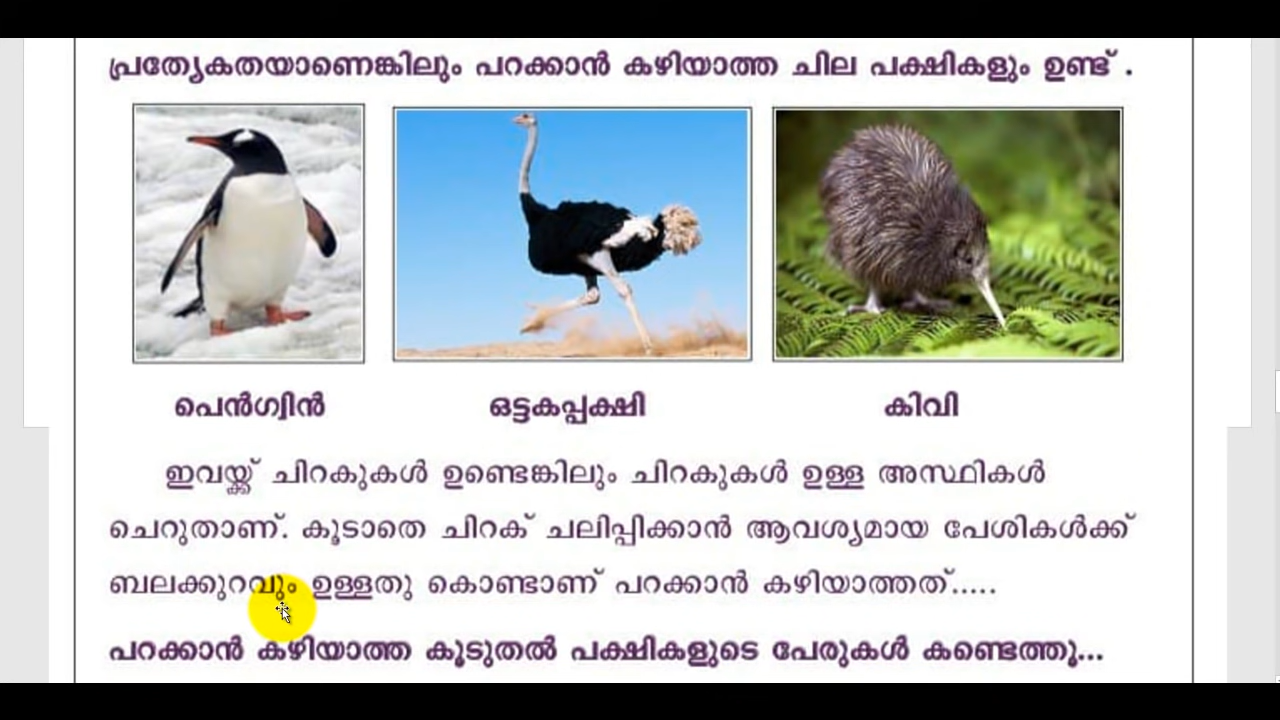 പ്രത്യേകതയാണെങ്കിലും പറക്കാൻ കഴിയാത്ത ചില പക്ഷികളും ഉണ്ട് .
പെൻഗ്വിൻ
ഒട്ടകപ്പക്ഷി
കിവി
ഇവയ്ക്ക് ചിറകുകൾ ഉണ്ടെങ്കിലും ചിറകുകൾ ഉള്ള അസ്ഥികൾ
ചെറുതാണ്. കൂടാതെ ചിറക് ചലിപ്പിക്കാൻ ആവശ്യമായ പേശികൾക്ക്
ബലക്കുറവും ഉള്ളതു കൊണ്ടാണ് പറക്കാൻ കഴിയാത്തത്.....
പറക്കാൻ കഴിയാത്ത കൂടുതൽ പക്ഷികളുടെ പേരുകൾ കണ്ടെത്തൂ...